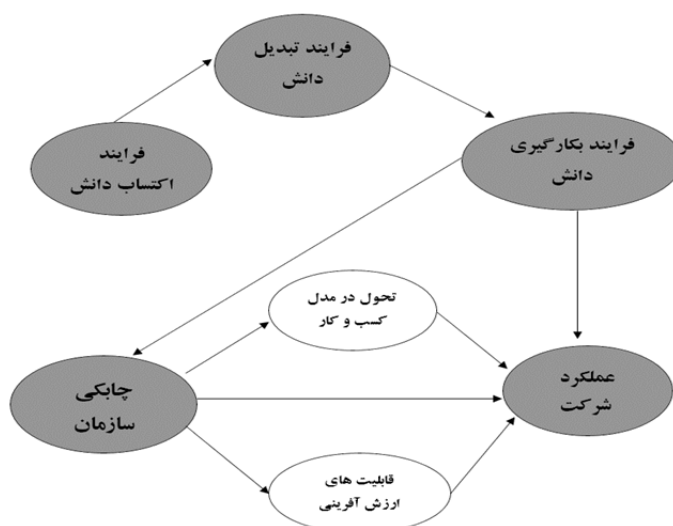 فرایند تبدیل
دانش
فرایند
اکتساب دانش
فرایند بکارگیری
دانش
تحول در مدل
کسب و کار
چابکی
سازمان
عملکرد
شرکت
قابلیت های
ارزش آفرینی